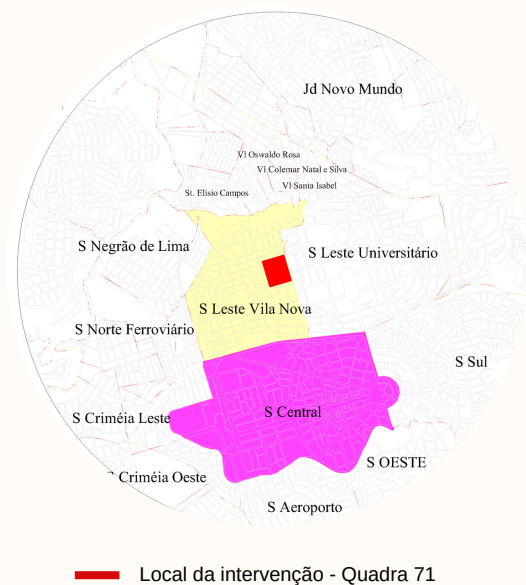 Jd Novo Mundo
Vl Oswaldo Rosa
Vl Colemar Natal e Silva
Vl Santa Isabel
St. Elisio Campos
S Negrão de Lima
S Leste Universitário
S Leste Vila Nova
S Norte Ferroviário
S Sul
S Criméia Leste
S Central
S OESTE
S Criméia Oeste
S Aeroporto
Local da intervenção - Quadra 71